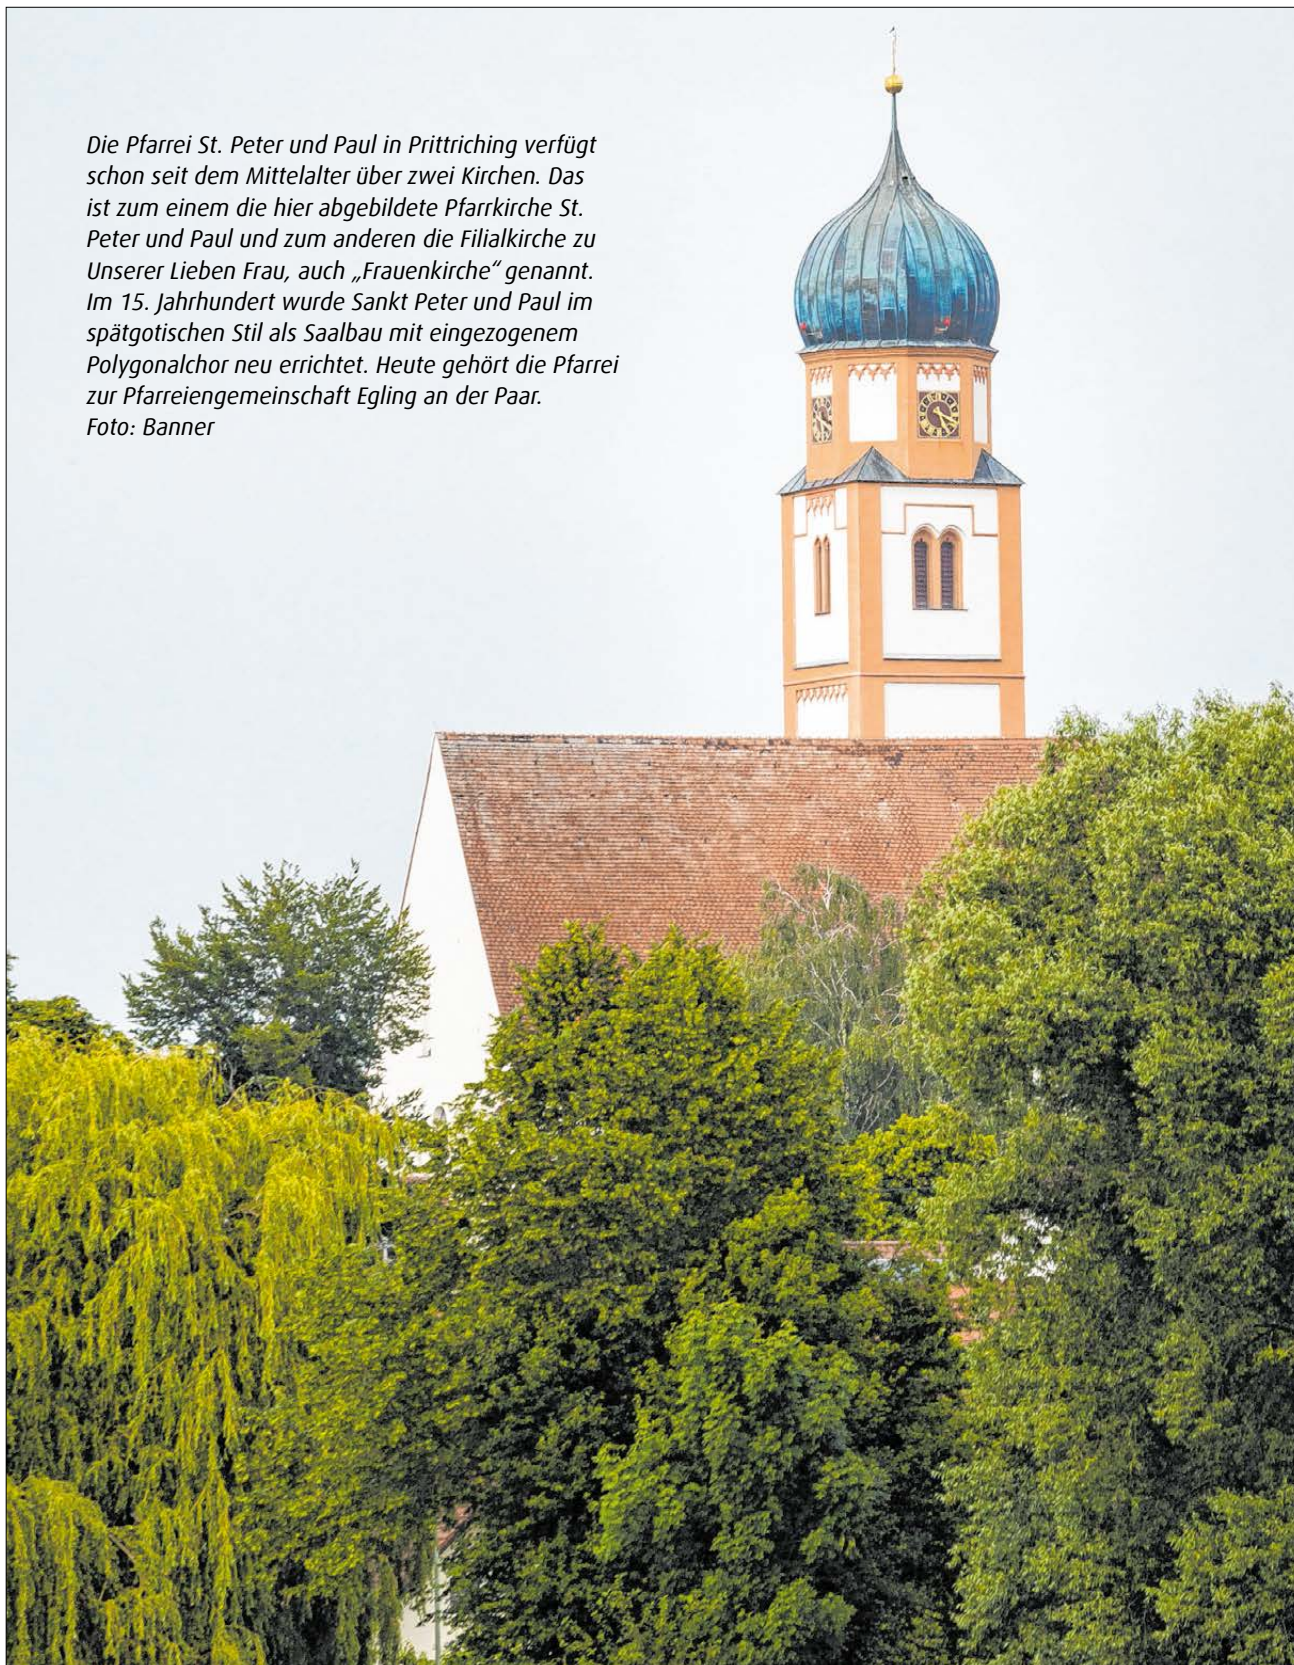 Die Pfarrei St. Peter und Paul in Prittriching verfügt
schon seit dem Mittelalter über zwei Kirchen. Das
ist zum einem die hier abgebildete Pfarrkirche St.
Peter und Paul und zum anderen die Filialkirche zu
Unserer Lieben Frau, auch „Frauenkirche“ genannt.
Im 15. Jahrhundert wurde Sankt Peter und Paul im
spätgotischen Stil als Saalbau mit eingezogenem
Polygonalchor neu errichtet. Heute gehört die Pfarrei
zur Pfarreiengemeinschaft Egling an der Paar.
Foto: Banner